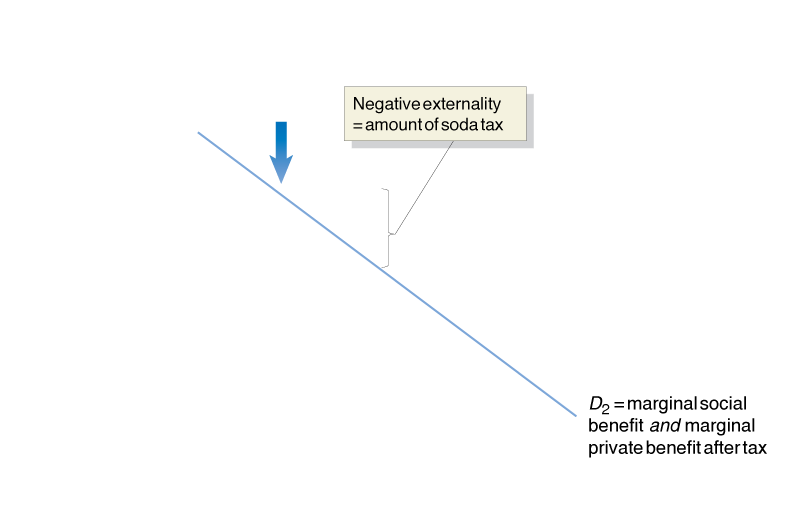 Negative externality
= amount of soda tax
D2 = marginal social
benefit and marginal
private benefit after tax